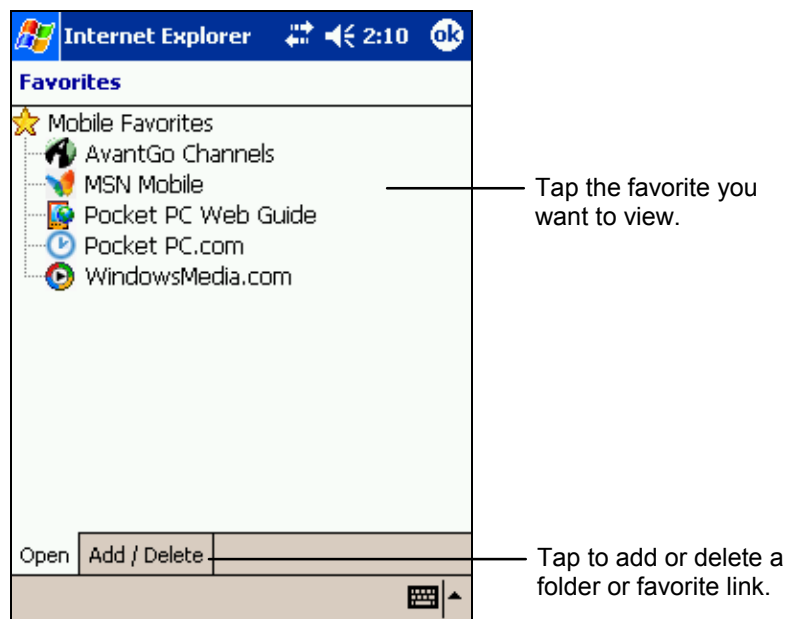 Internet Explorer 2:10 ok
Favorites
Mobile Favorites
AvantGo Channels
MSN Mobile
Pocket PC Web Guide
Pocket PC.com
WindowsMedia.com
Tap the favorite you
want to view.
Open Add / Delete
Tap to add or delete a
folder or favorite link.